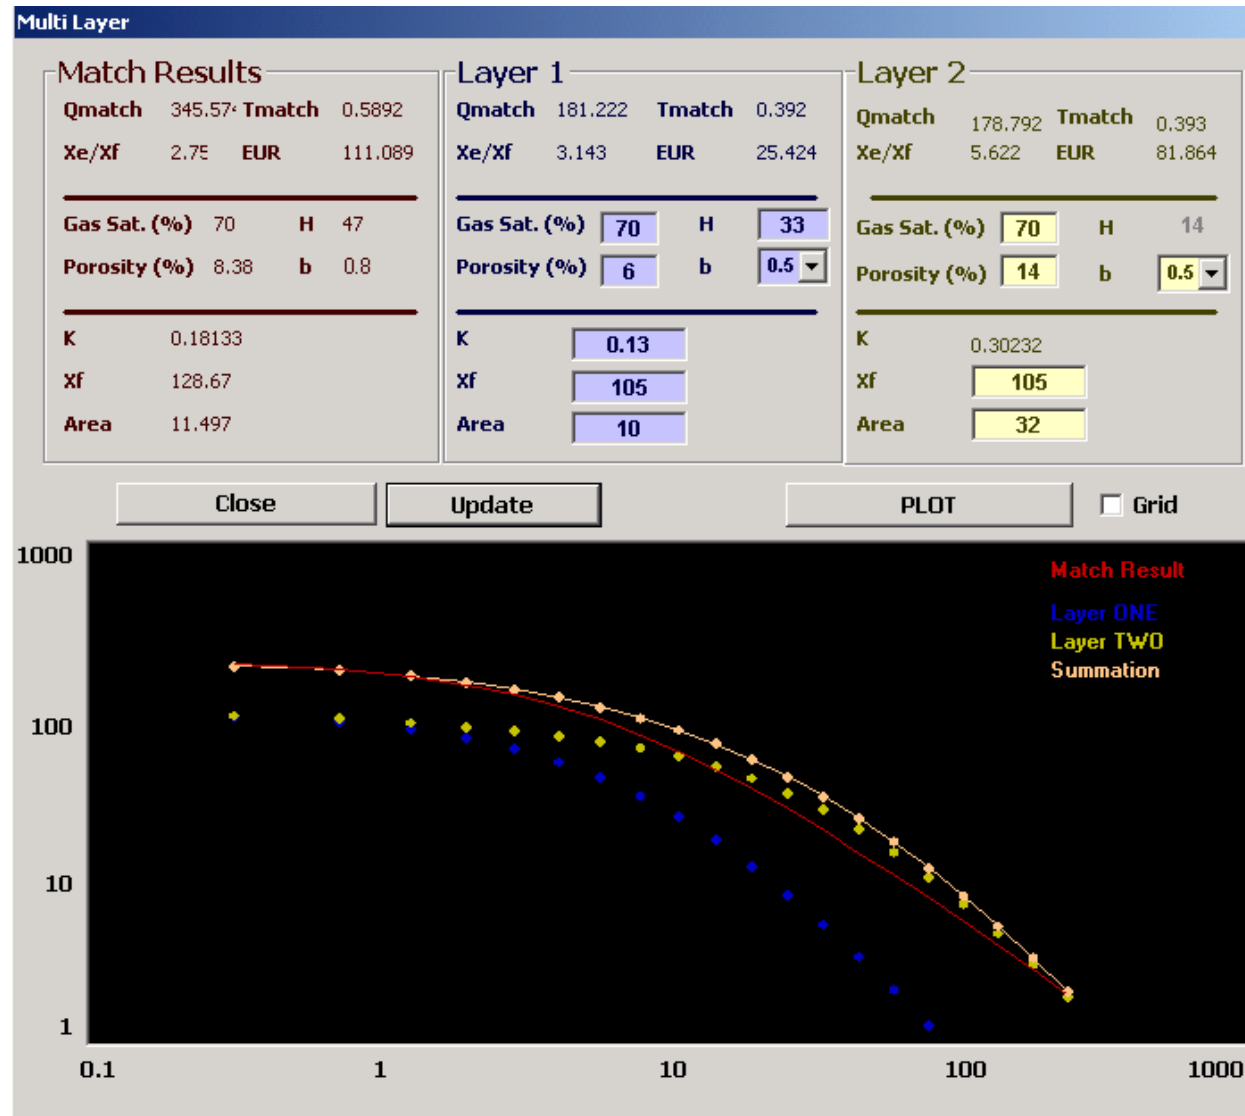 Multi Layer
Match Results
Qmatch 345.574 Tmatch 0.5892
Xe/Xf 2.75 EUR 111.089
Gas Sat. (%) 70 H 47
Porosity (%) 8.38 b 0.8
K 0.18133
Xf 128.67
Area 11.497
Layer 1
Qmatch 181.222 Tmatch 0.392
Xe/Xf 3.143 EUR 25.424
Gas Sat. (%) 70 H 33
Porosity (%) 6 b 0.5
K 0.13
Xf 105
Area 10
Layer 2
Qmatch 178.792 Tmatch 0.393
Xe/Xf 5.622 EUR 81.864
Gas Sat. (%) 70 H 14
Porosity (%) 14 b 0.5
K 0.30232
Xf 105
Area 32
Close Update PLOT Grid
Match Result
Layer ONE
Layer TWO
Summation
1000
100
10
1
0.1 1 10 100 1000